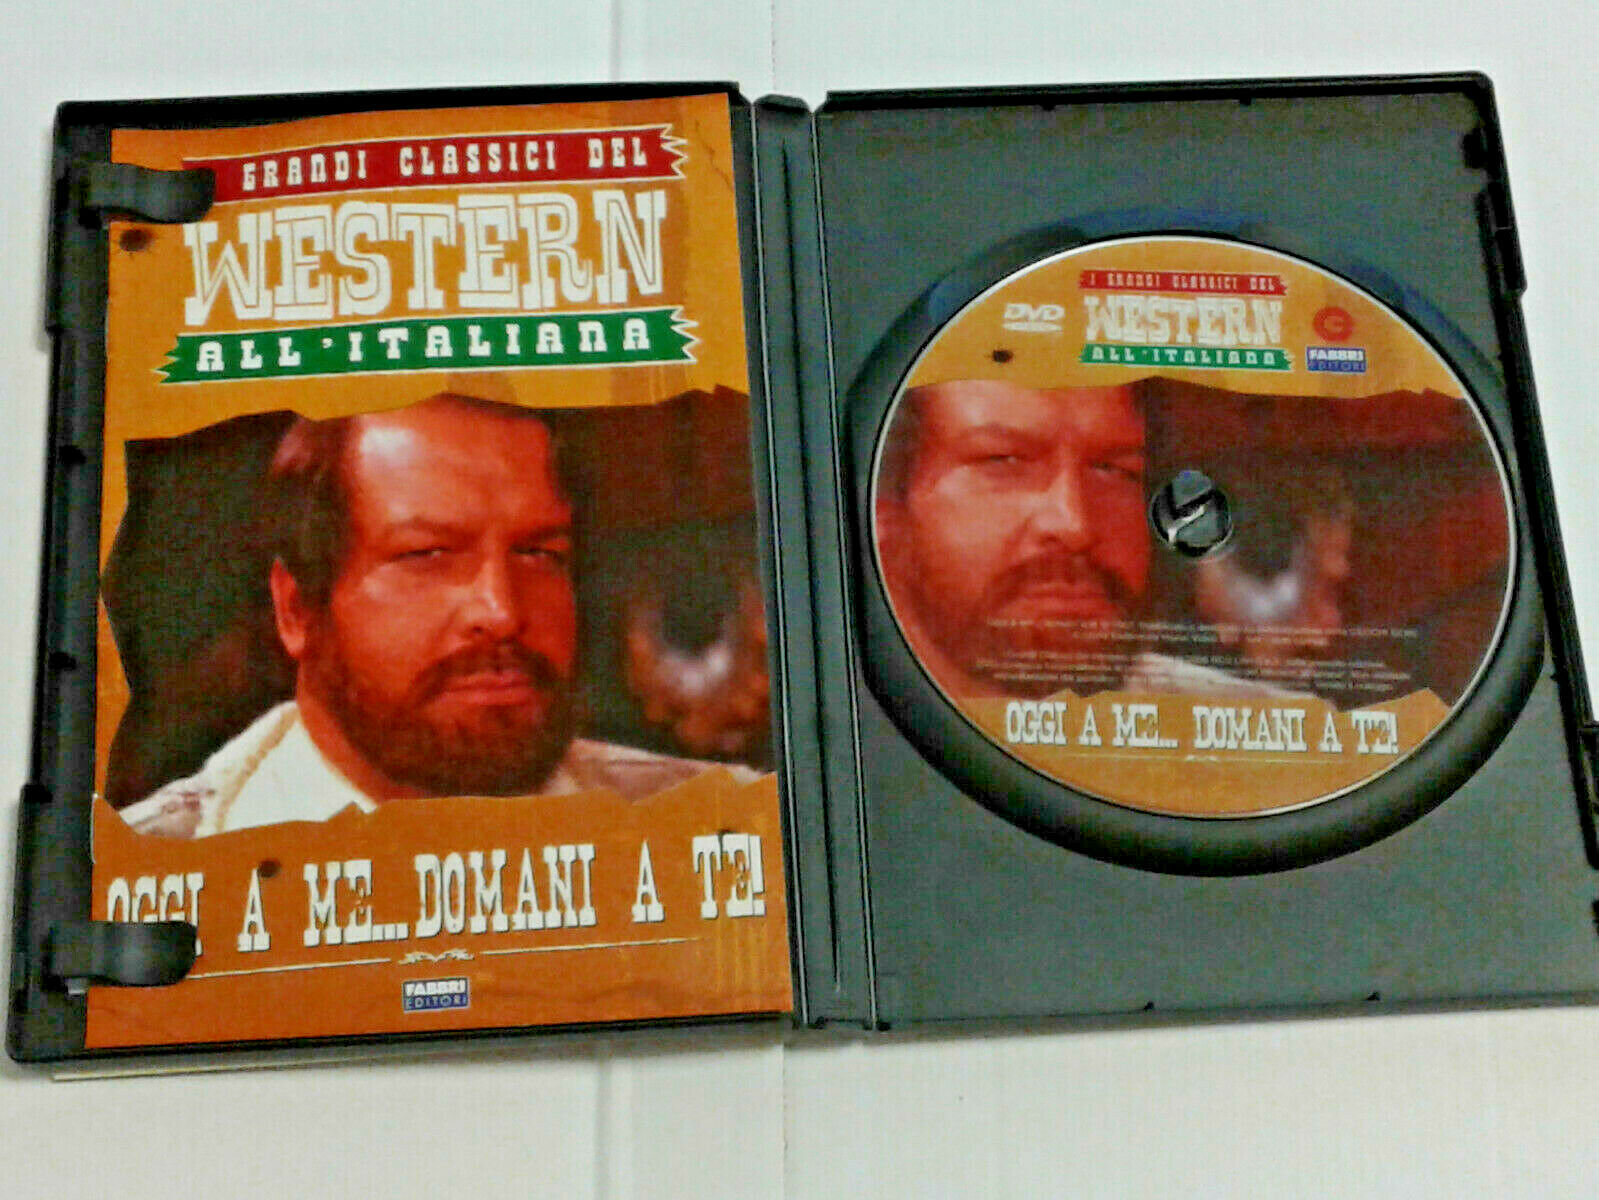 GRANDI CLASSICI DEL
WESTERN
ALL'ITALIANA
OGGI A ME... DOMANI A TE!
FABBRI
EDITORI
I GRANDI CLASSICI DEL
DVD
WESTERN
ALL'ITALIANA
FABBRI
EDITORI
OGGI A ME... DOMANI A TE!